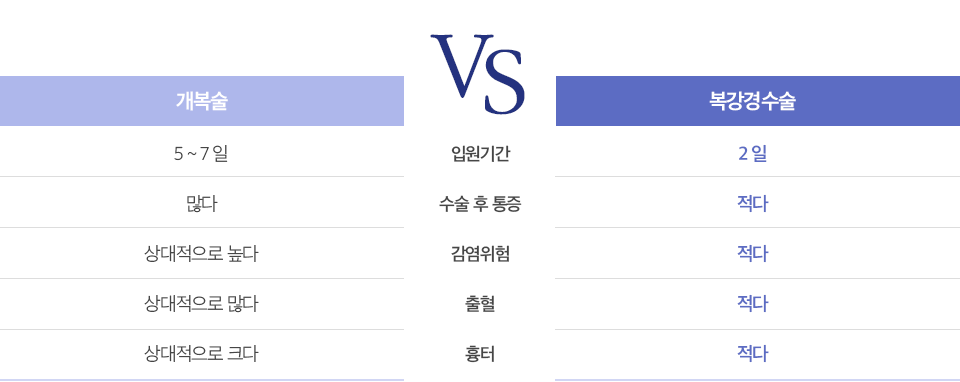 VS
개복술 복강경수술
5 ~ 7 일 입원기간 2 일
많다 수술 후 통증 적다
상대적으로 높다 감염위험 적다
상대적으로 많다 출혈 적다
상대적으로 크다 흉터 적다